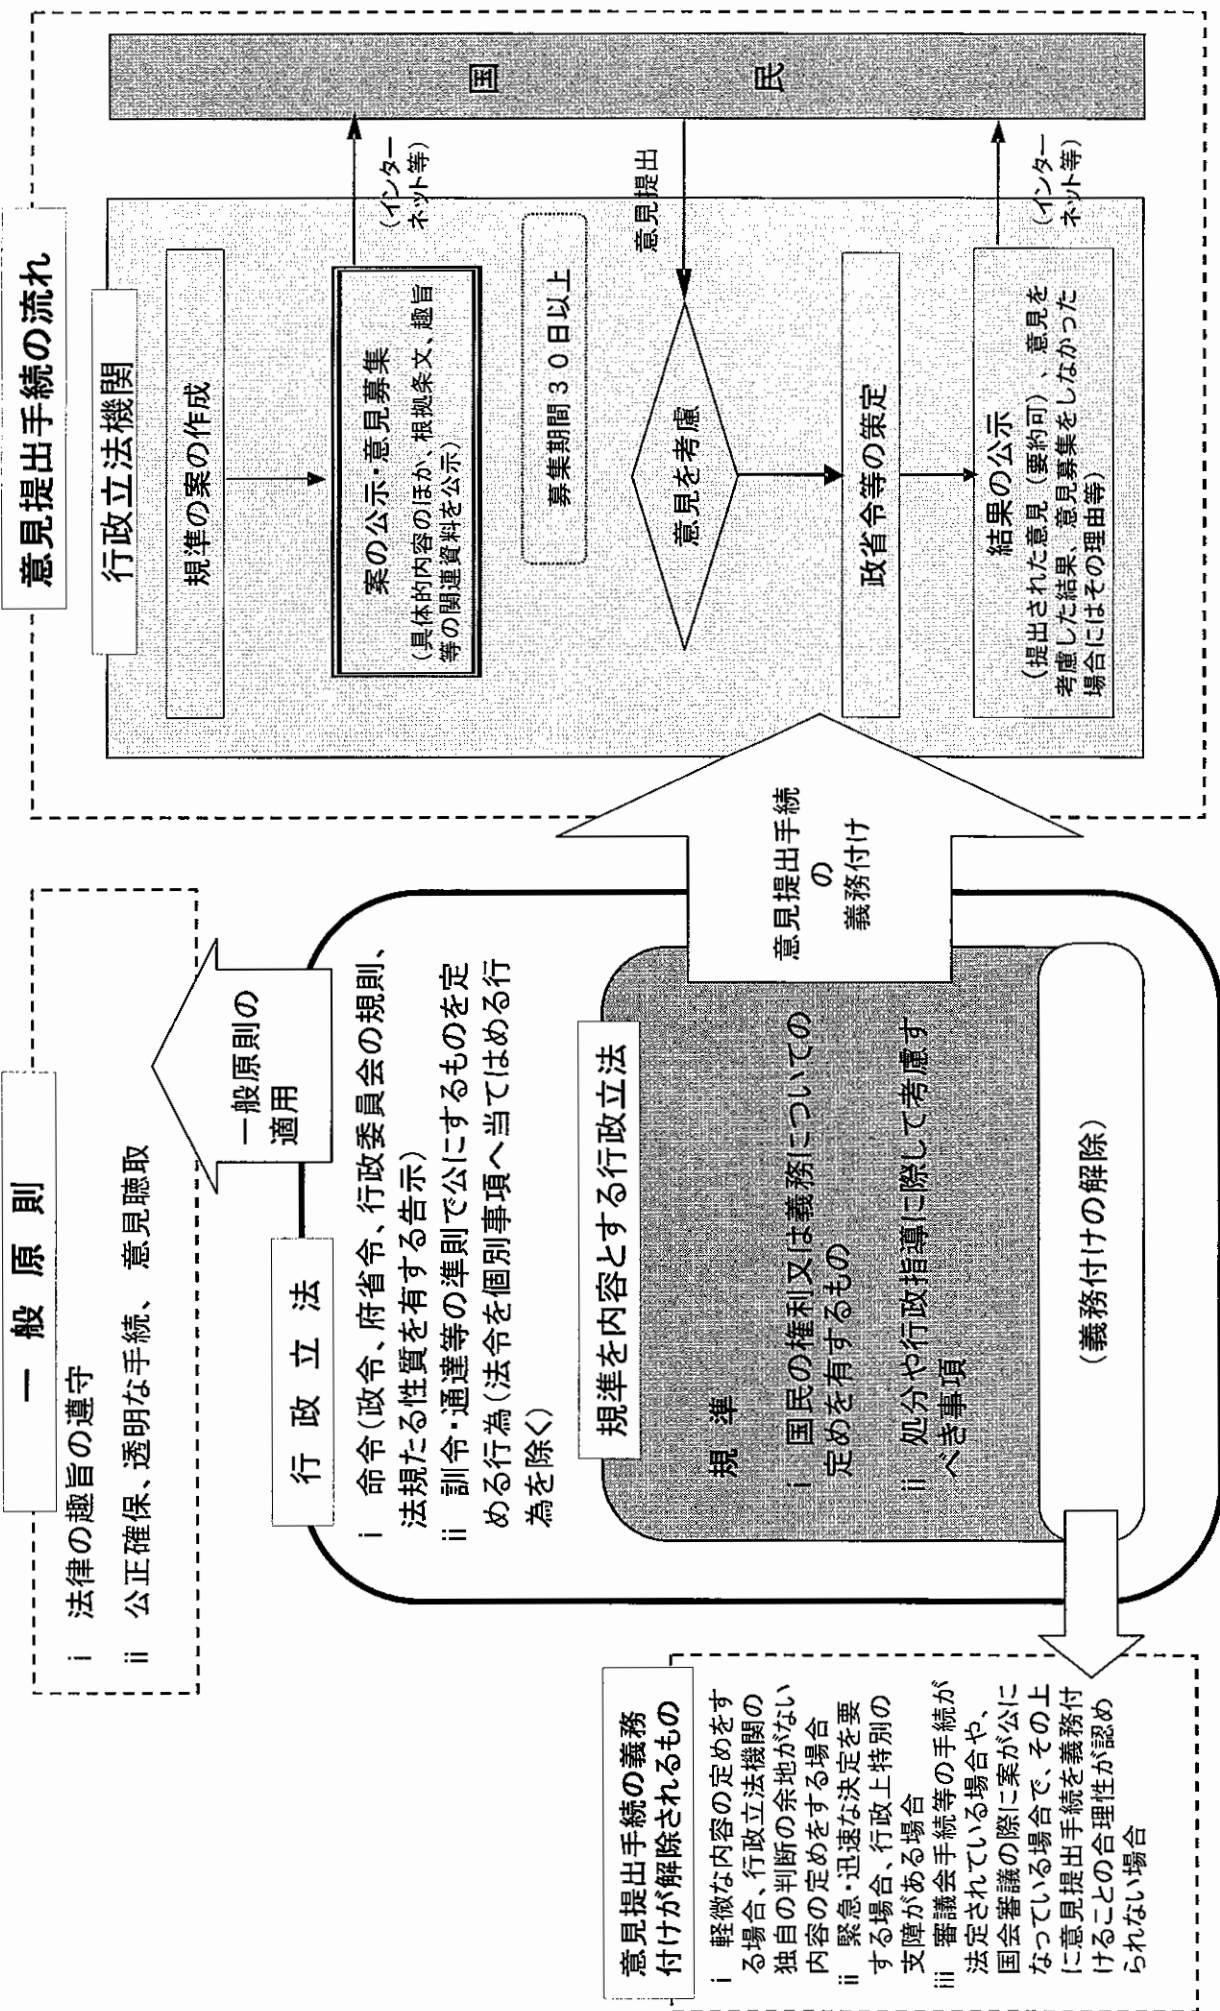 一　般　原　則
ⅰ　法律の趣旨の遵守
ⅱ　公正確保、透明な手続、　意見聴取
一般原則の
適用
行　政　立　法
ⅰ　命令（政令、府省令、行政委員会の規則、
法規たる性質を有する告示）
ⅱ　訓令・通達等の準則で公にするものを定
める行為（法令を個別事項へ当てはめる行
為を除く）
規準を内容とする行政立法
規　準
ⅰ　国民の権利又は義務についての
定めを有するもの
ⅱ　処分や行政指導に際して考慮す
べき事項
（義務付けの解除）
意見提出手続の義務
付けが解除されるもの
ⅰ　軽微な内容の定めをす
る場合、行政立法機関の
独自の判断の余地がない
内容の定めをする場合
ⅱ　緊急・迅速な決定を要
する場合、行政上特別の
支障がある場合
ⅲ　審議会手続等の手続が
法定されている場合や、
国会審議の際に案が公に
なっている場合で、その上
に意見提出手続を義務付
けることの合理性が認め
られない場合
意見提出手続
の
義務付け
意見提出手続の流れ
行政立法機関
規準の案の作成
案の公示・意見募集
（具体的内容のほか、根拠条文、趣旨
等の関連資料を公示）
（インター
ネット等）
募集期間３０日以上
意見提出
意見を考慮
政省令等の策定
結果の公示
（提出された意見（要約可）、意見を
考慮した結果、意見募集をしなかった
場合にはその理由等）
（インター
ネット等）
国　民